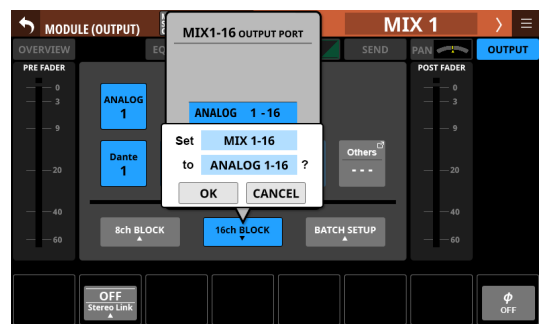 MODULE (OUTPUT)
MIX 1
OVERVIEW
EQ
SEND
PAN
OUTPUT
MIX1-16 OUTPUT PORT
ANALOG 1 -16
Set MIX 1-16
to ANALOG 1-16 ?
OK CANCEL
PRE FADER
0
3
9
20
40
60
ANALOG
1
Dante
1
Others
---
8ch BLOCK
16ch BLOCK
BATCH SETUP
POST FADER
0
3
9
20
40
60
OFF
Stereo Link
φ
OFF